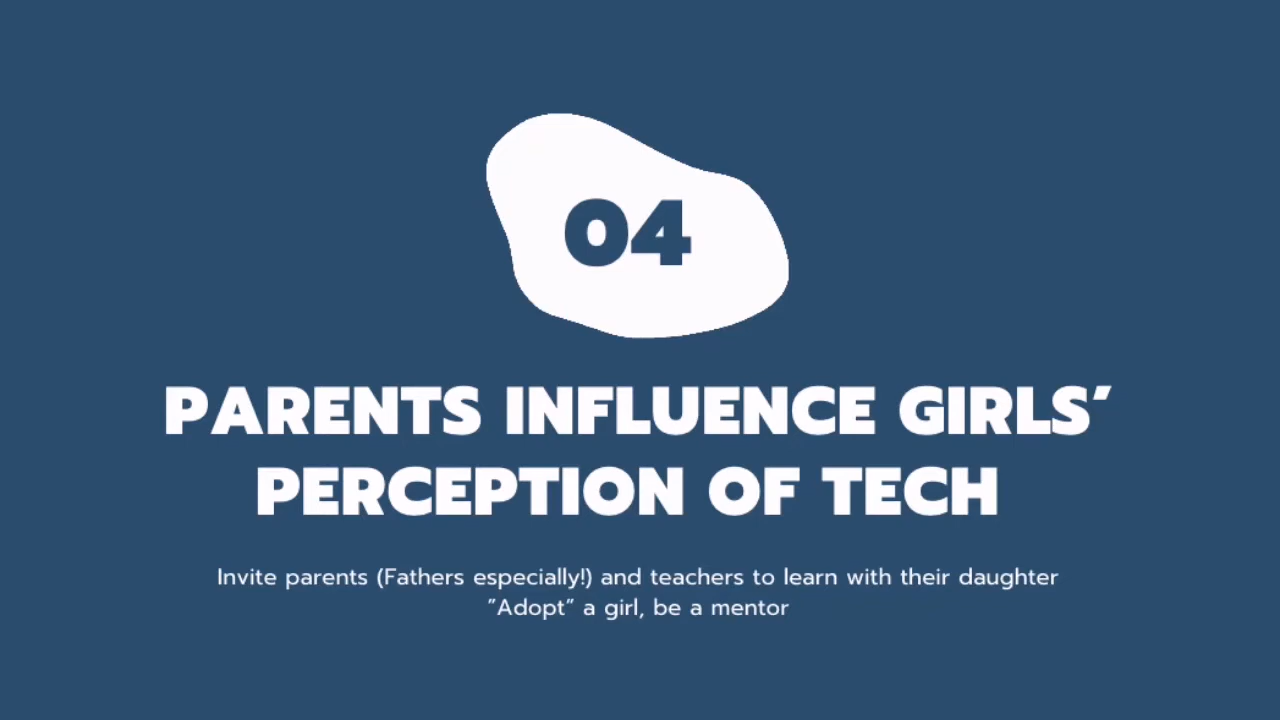 04
PARENTS INFLUENCE GIRLS’
PERCEPTION OF TECH
Invite parents (Fathers especially!) and teachers to learn with their daughter
”Adopt” a girl, be a mentor